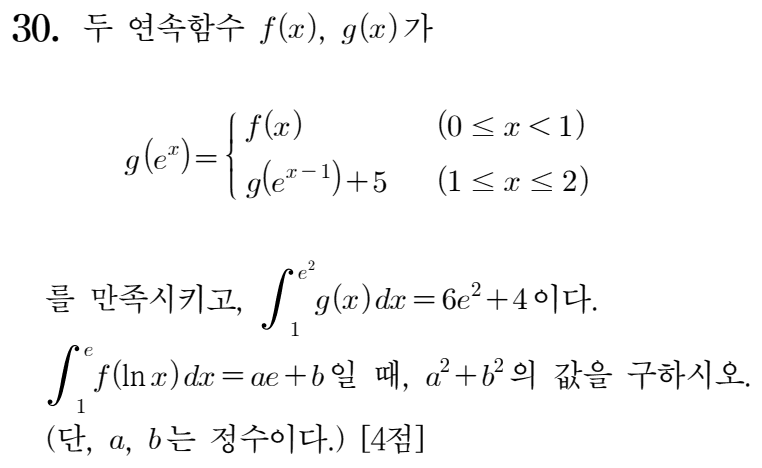 30. 두 연속함수 f(x), g(x)가
g(e^x) = { f(x) (0 ≤ x < 1)
g(e^{x-1})+5 (1 ≤ x ≤ 2)
를 만족시키고, ∫_1^{e^2} g(x)dx = 6e^2+4이다.
∫_1^e f(ln x)dx = ae+b일 때, a^2+b^2의 값을 구하시오.
(단, a, b는 정수이다.) [4점]